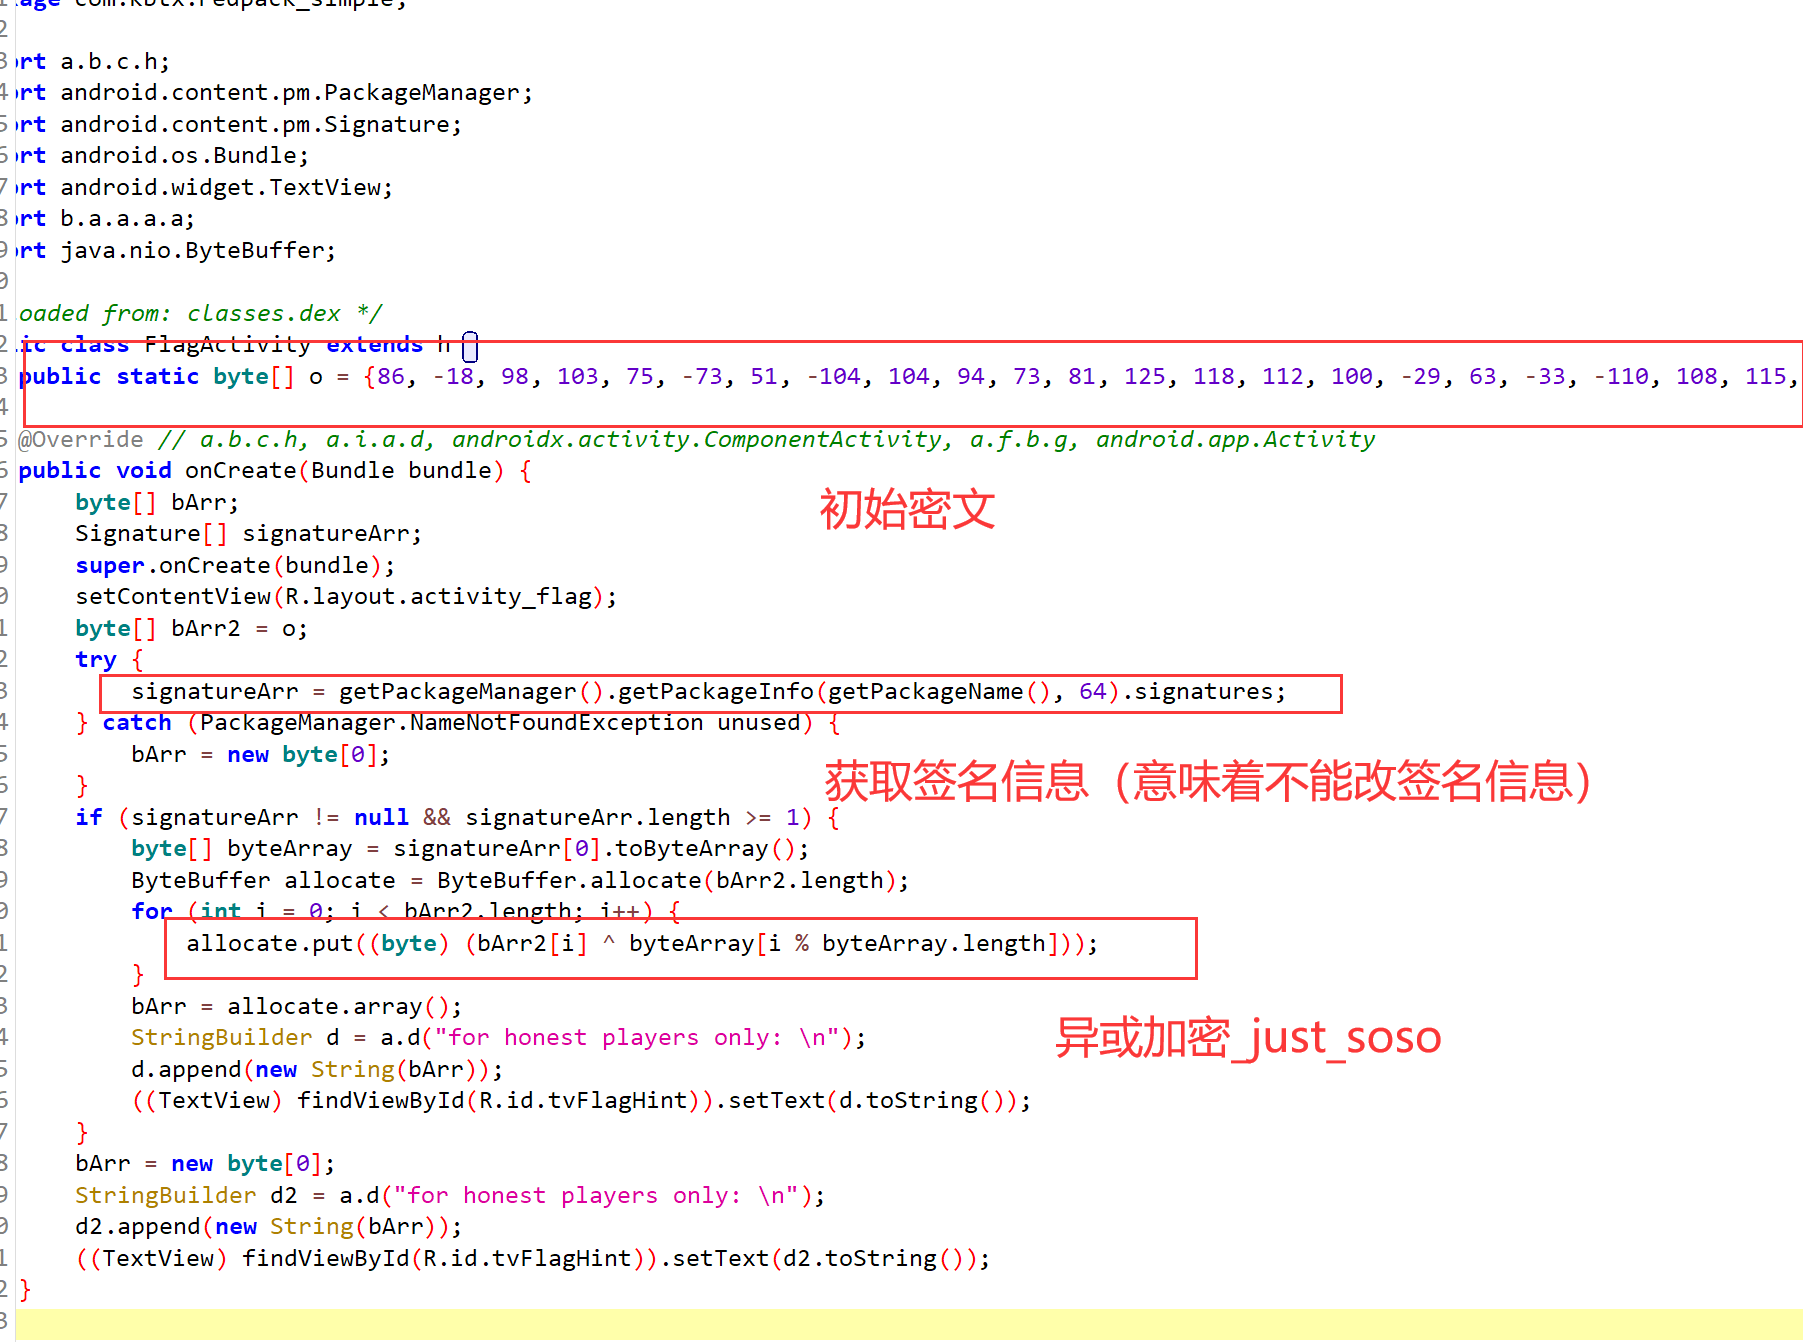 age com.kbtx.redpack_simple;
2
3 ort a.b.c.h;
4 ort android.content.pm.PackageManager;
5 ort android.content.pm.Signature;
6 ort android.os.Bundle;
7 ort android.widget.TextView;
8 ort b.a.a.a.a;
9 ort java.nio.ByteBuffer;
0
1 oaded from: classes.dex */
2 ic class FlagActivity extends h {
3 public static byte[] o = {86, -18, 98, 103, 75, -73, 51, -104, 104, 94, 73, 81, 125, 118, 112, 100, -29, 63, -33, -110, 108, 115,
4
5 @Override // a.b.c.h, a.i.a.d, androidx.activity.ComponentActivity, a.f.b.g, android.app.Activity
6 public void onCreate(Bundle bundle) {
7 byte[] bArr;
初始密文
8 Signature[] signatureArr;
9 super.onCreate(bundle);
0 setContentView(R.layout.activity_flag);
1 byte[] bArr2 = o;
2 try {
3 signatureArr = getPackageManager().getPackageInfo(getPackageName(), 64).signatures;
4 } catch (PackageManager.NameNotFoundException unused) {
5 bArr = new byte[0];
获取签名信息（意味着不能改签名信息）
6 }
7 if (signatureArr != null && signatureArr.length >= 1) {
8 byte[] byteArray = signatureArr[0].toByteArray();
9 ByteBuffer allocate = ByteBuffer.allocate(bArr2.length);
0 for (int i = 0; i < bArr2.length; i++) {
1 allocate.put((byte) (bArr2[i] ^ byteArray[i % byteArray.length]));
2 }
3 bArr = allocate.array();
4 StringBuilder d = a.d("for honest players only: \n");
异或加密_just_soso
5 d.append(new String(bArr));
6 ((TextView) findViewById(R.id.tvFlagHint)).setText(d.toString());
7 }
8 bArr = new byte[0];
9 StringBuilder d2 = a.d("for honest players only: \n");
0 d2.append(new String(bArr));
1 ((TextView) findViewById(R.id.tvFlagHint)).setText(d2.toString());
2 }
3